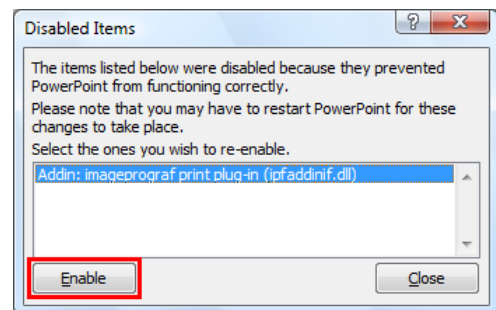 Disabled Items
The items listed below were disabled because they prevented
PowerPoint from functioning correctly.
Please note that you may have to restart PowerPoint for these
changes to take place.
Select the ones you wish to re-enable.
Addin: imageprograf print plug-in (ipfaddinif.dll)
Enable
Close